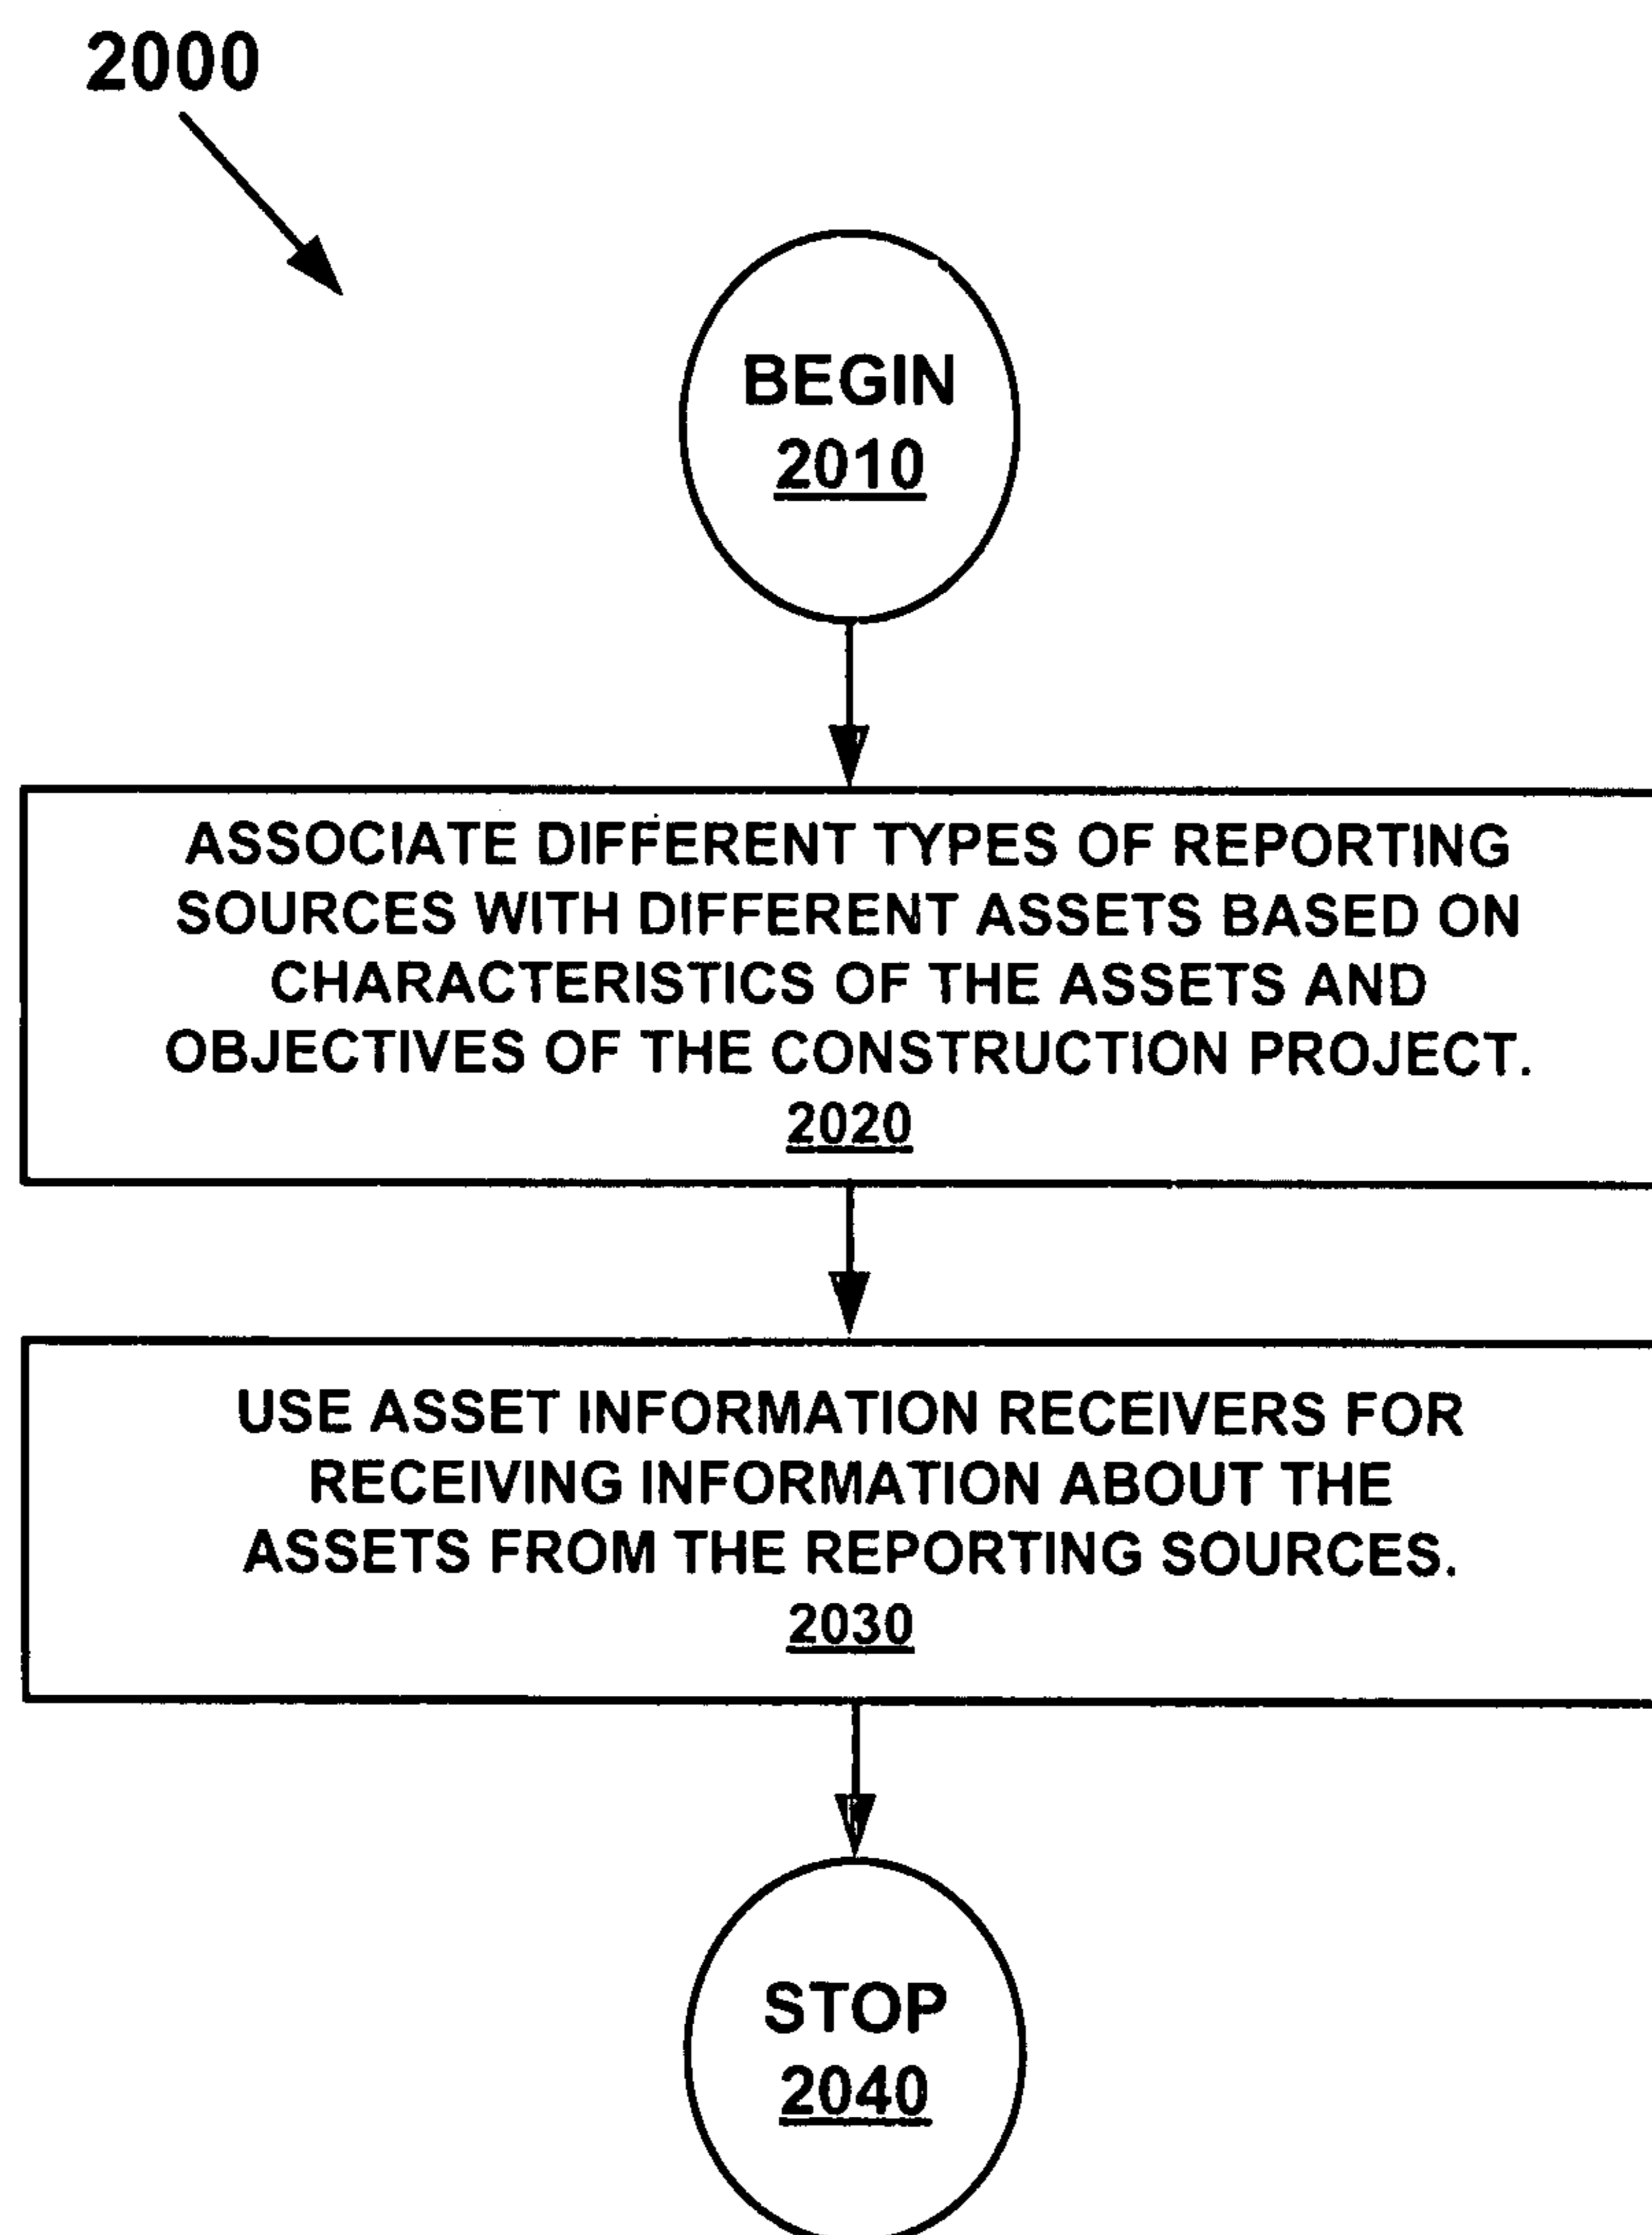 2000
BEGIN
2010
ASSOCIATE DIFFERENT TYPES OF REPORTING
SOURCES WITH DIFFERENT ASSETS BASED ON
CHARACTERISTICS OF THE ASSETS AND
OBJECTIVES OF THE CONSTRUCTION PROJECT.
2020
USE ASSET INFORMATION RECEIVERS FOR
RECEIVING INFORMATION ABOUT THE
ASSETS FROM THE REPORTING SOURCES.
2030
STOP
2040